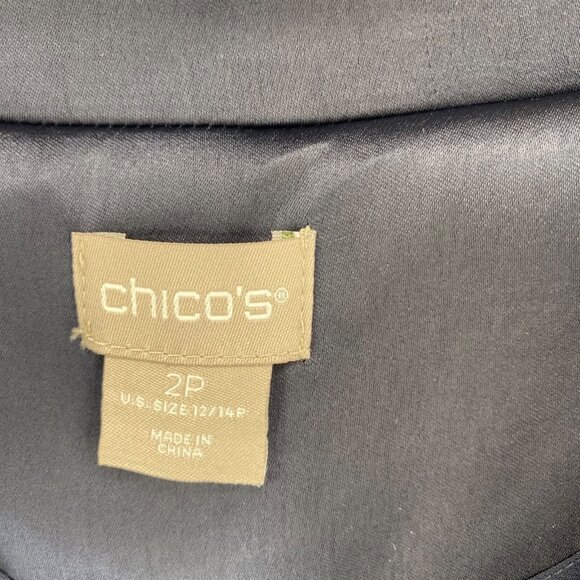 chico's®
2P
U.S. SIZE 12/14P
MADE IN
CHINA